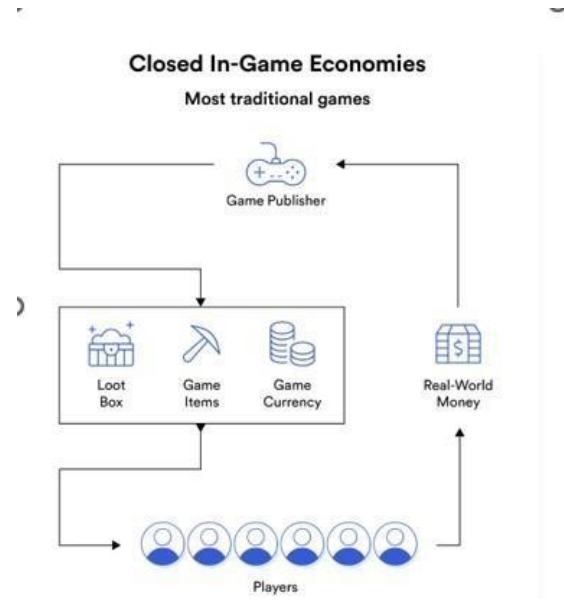 Closed In-Game Economies
Most traditional games
Game Publisher
Loot
Box
Game
Items
Game
Currency
$
Real-World
Money
Players